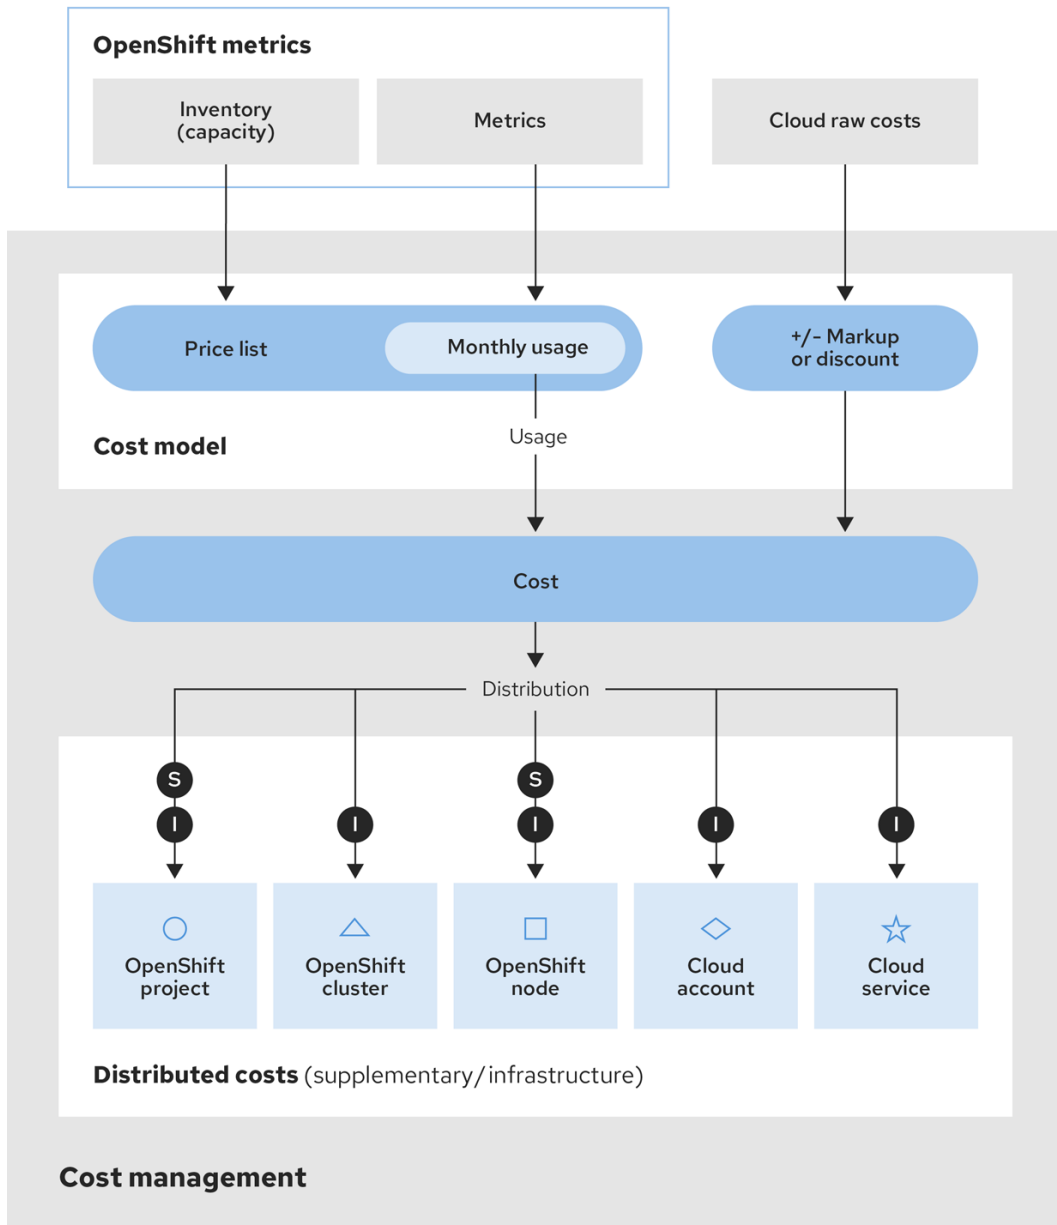 OpenShift metrics
Inventory
(capacity)
Metrics
Cloud raw costs
Price list
Monthly usage
+/- Markup
or discount
Usage
Cost model
Cost
Distribution
S
S
I
I
I
I
I
OpenShift
project
OpenShift
cluster
OpenShift
node
Cloud
account
Cloud
service
Distributed costs (supplementary/infrastructure)
Cost management